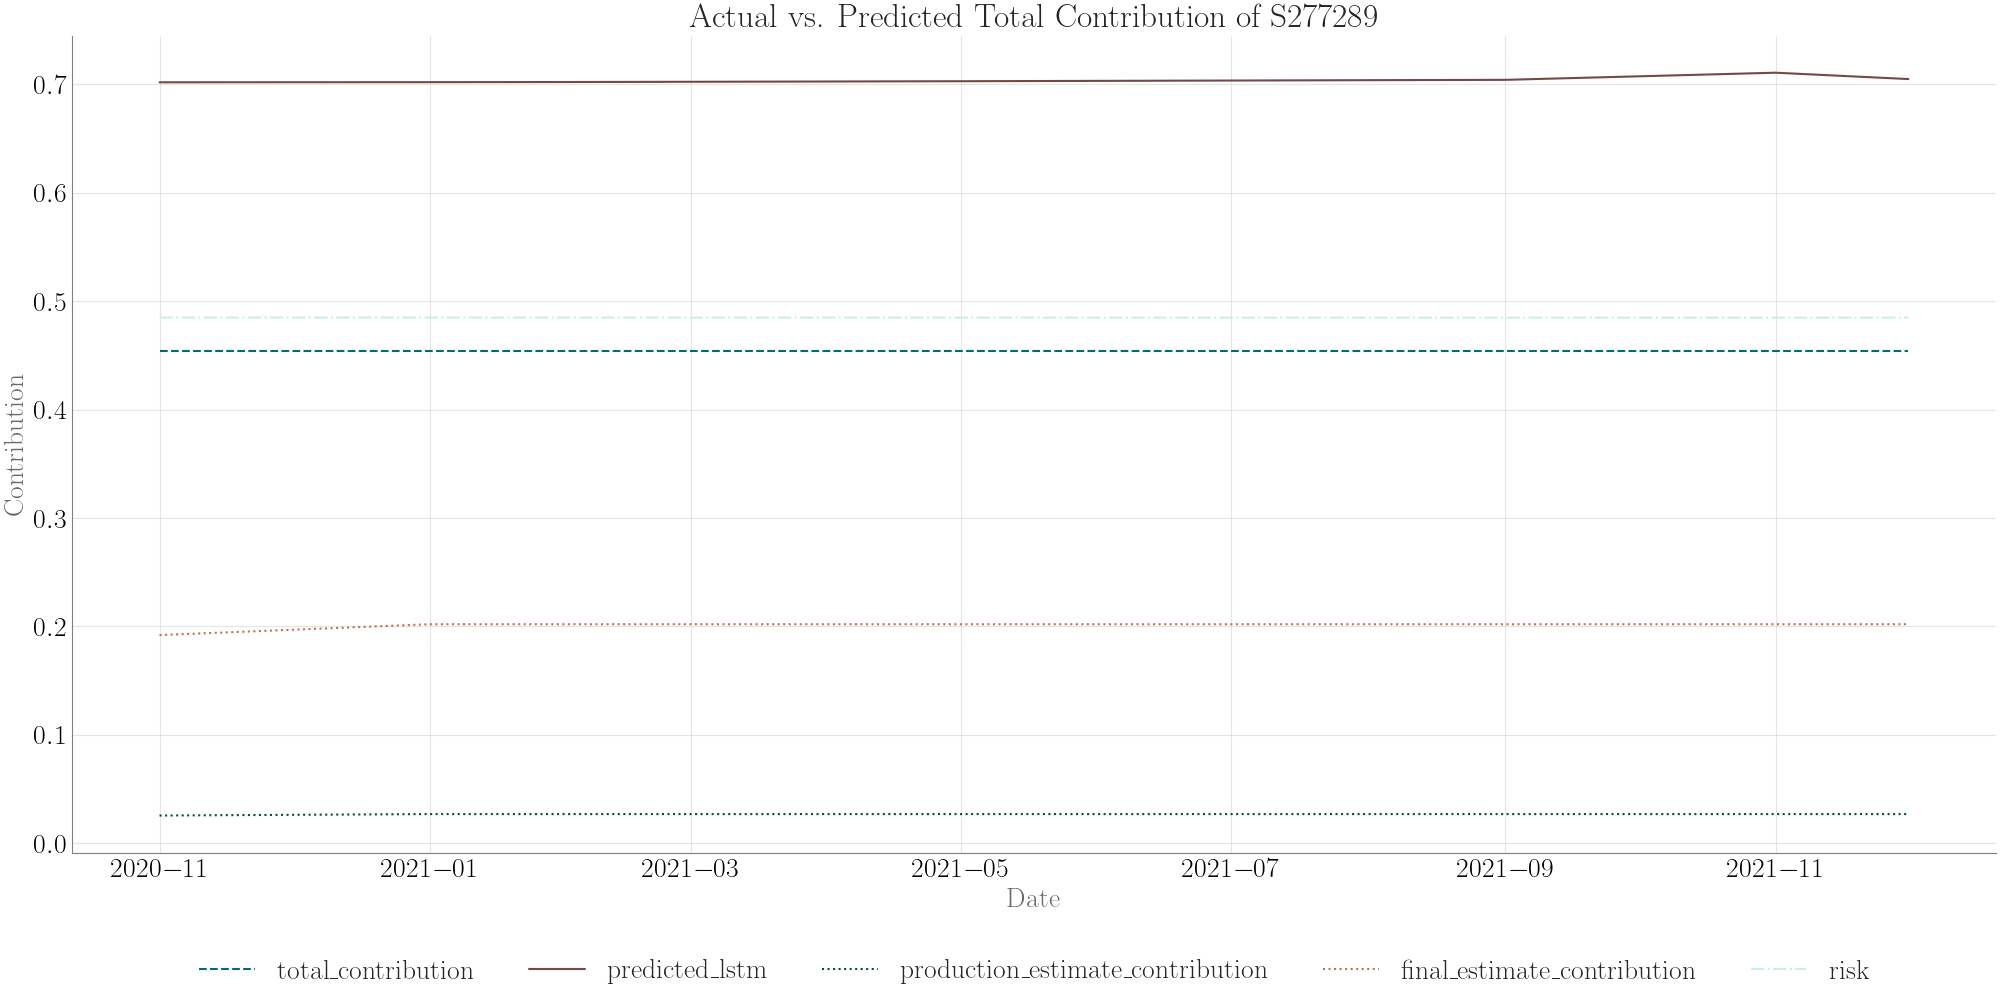 Actual vs. Predicted Total Contribution of S277289
0.7
0.6
0.5
0.4
0.3
0.2
0.1
0.0
Contribution
2020−11 2021−01 2021−03 2021−05 2021−07 2021−09 2021−11
Date
total_contribution predicted_lstm production_estimate_contribution final_estimate_contribution risk